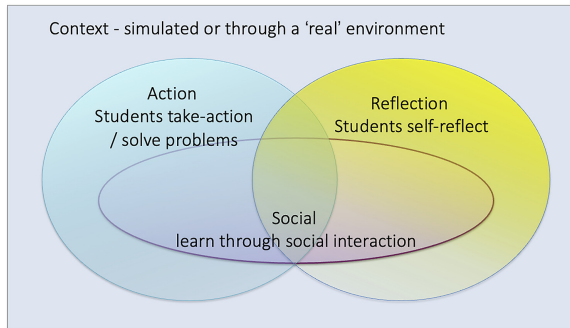 Context - simulated or through a ‘real’ environment
Action
Students take-action
/ solve problems
Reflection
Students self-reflect
Social
learn through social interaction